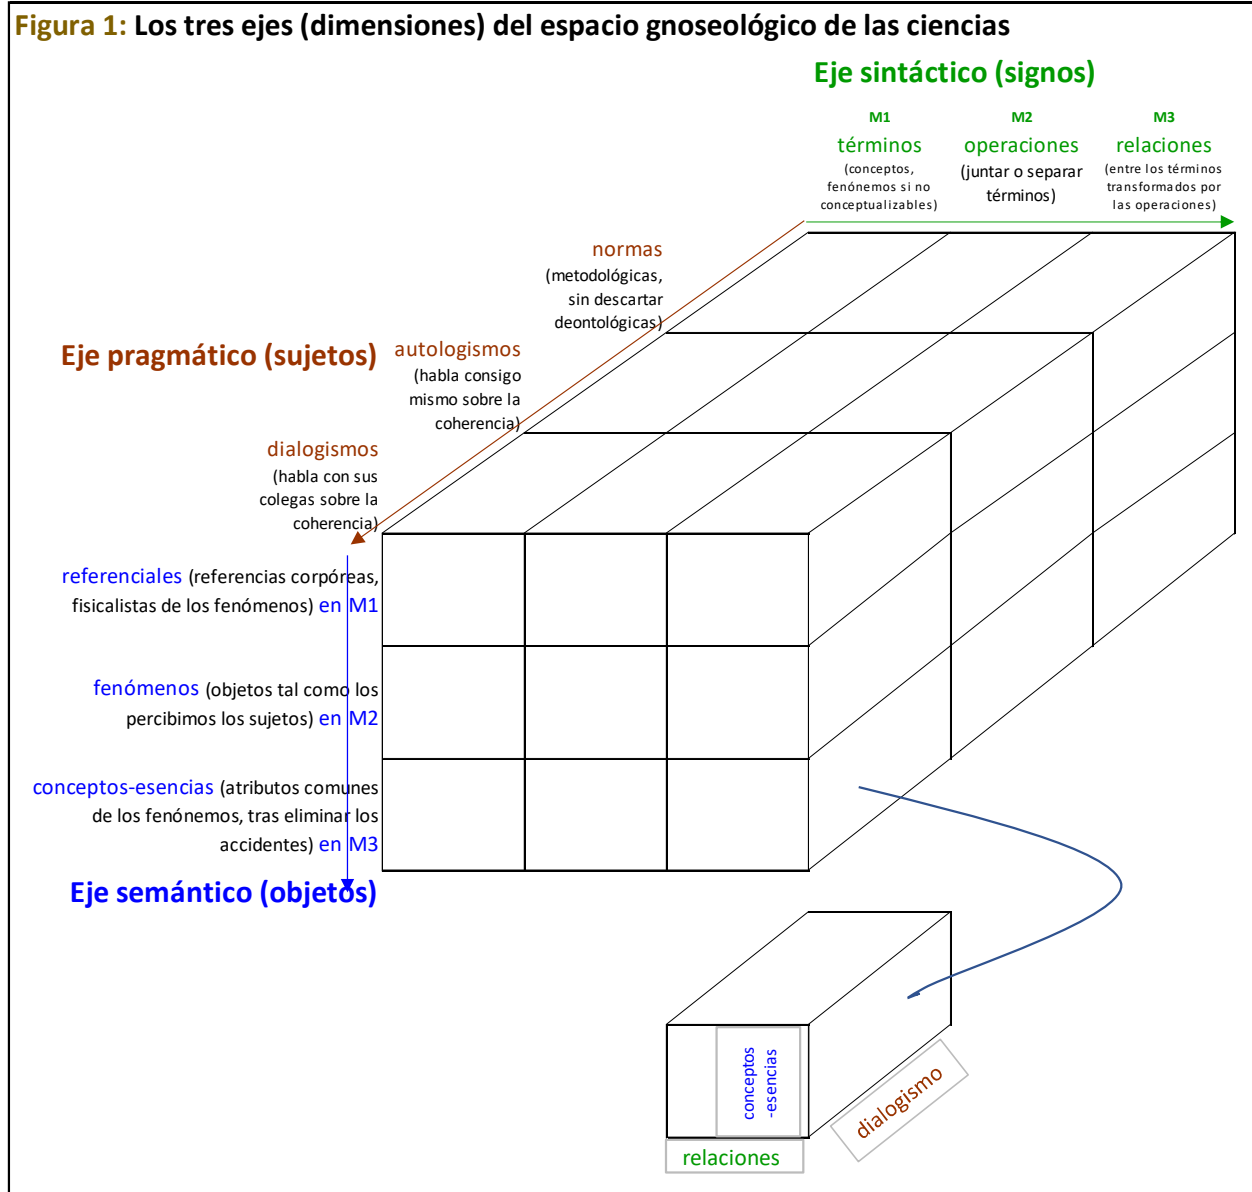 Figura 1: Los tres ejes (dimensiones) del espacio gnoseológico de las ciencias
Eje sintáctico (signos)
M1
términos
(conceptos,
fenónemos si no
conceptualizables)
M2
operaciones
(juntar o separar
términos)
M3
relaciones
(entre los términos
transformados por
las operaciones)
normas
(metodológicas,
sin descartar
deontológicas)
Eje pragmático (sujetos)
autologismos
(habla consigo
mismo sobre la
coherencia)
dialogismos
(habla con sus
colegas sobre la
coherencia)
referenciales (referencias corpóreas,
fisicalistas de los fenómenos) en M1
fenómenos (objetos tal como los
percibimos los sujetos) en M2
conceptos-esencias (atributos comunes
de los fenónemos, tras eliminar los
accidentes) en M3
Eje semántico (objetos)
conceptos
-esencias
dialogismo
relaciones